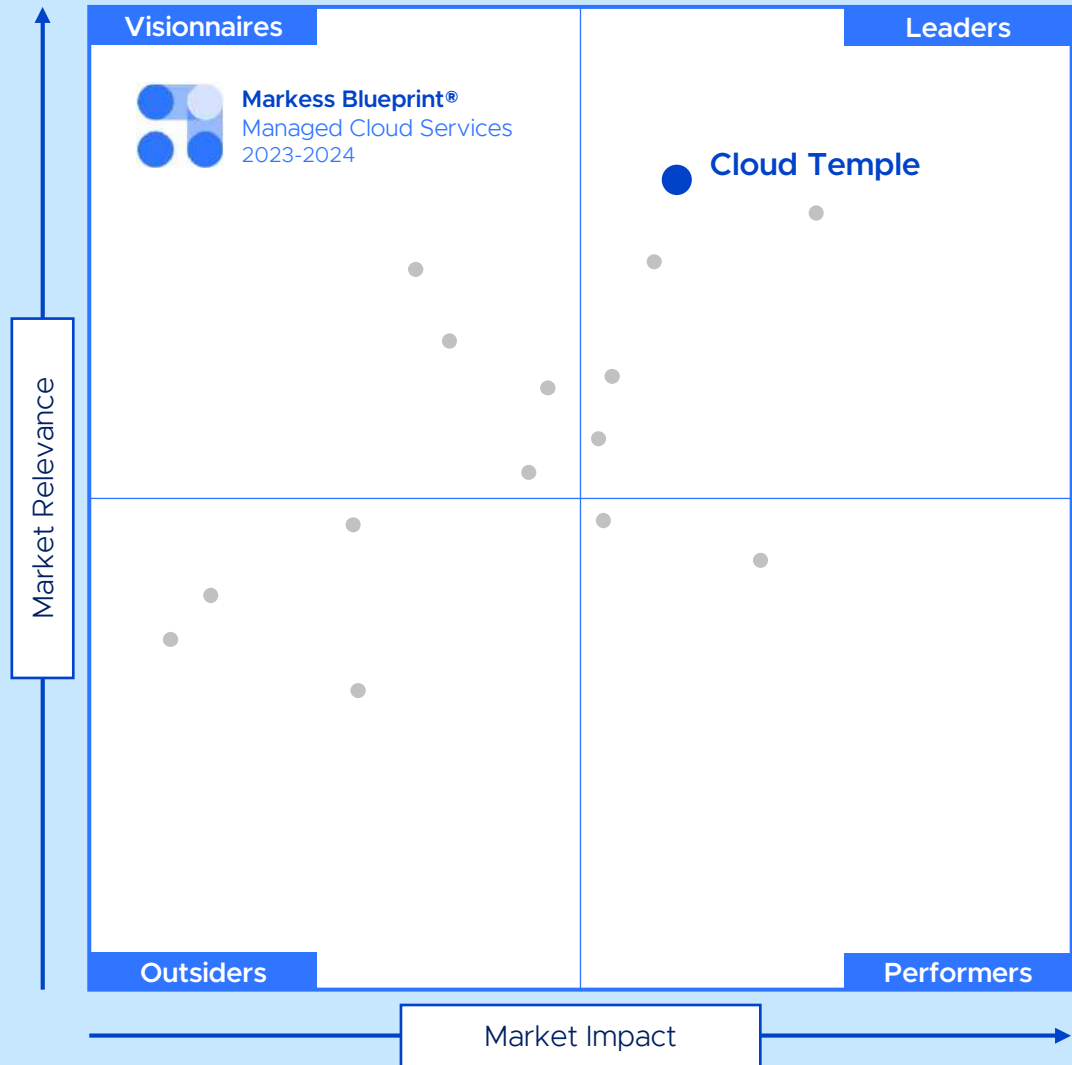 Visionnaires
Leaders
Markess Blueprint®
Managed Cloud Services
2023-2024
Cloud Temple
Market Relevance
Outsiders
Performers
Market Impact